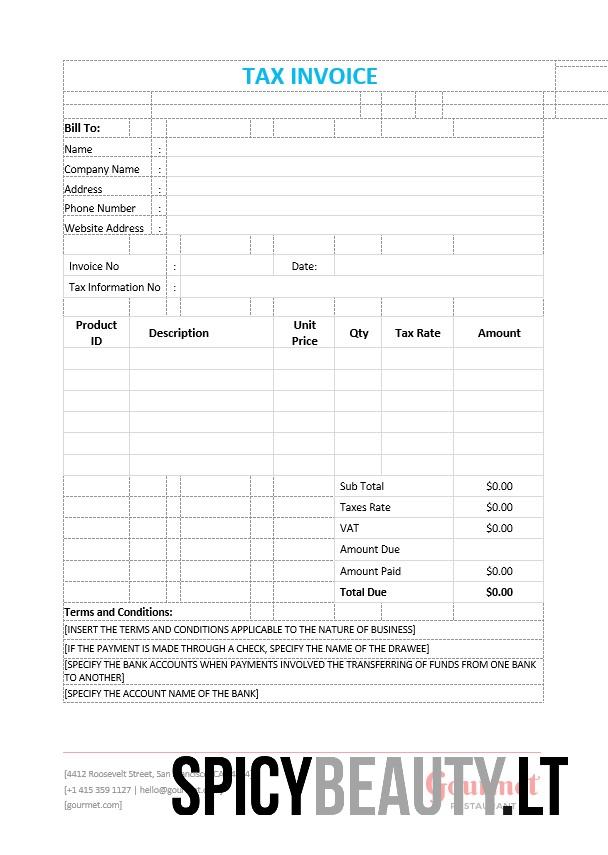 TAX INVOICE
Bill To:
Name :
Company Name :
Address :
Phone Number :
Website Address :
Invoice No : Date:
Tax Information No :
Product ID Description Unit Price Qty Tax Rate Amount
Sub Total $0.00
Taxes Rate $0.00
VAT $0.00
Amount Due
Amount Paid $0.00
Total Due $0.00
Terms and Conditions:
[INSERT THE TERMS AND CONDITIONS APPLICABLE TO THE NATURE OF BUSINESS]
[IF THE PAYMENT IS MADE THROUGH A CHECK, SPECIFY THE NAME OF THE DRAWEE]
[SPECIFY THE BANK ACCOUNTS WHEN PAYMENTS INVOLVED THE TRANSFERRING OF FUNDS FROM ONE BANK
TO ANOTHER]
[SPECIFY THE ACCOUNT NAME OF THE BANK]
[4412 Roosevelt Street, San
[+1 415 359 1127 |
[gourmet.com]
Gourmet
RESTAURANT
SPICYBEAUTY.LT